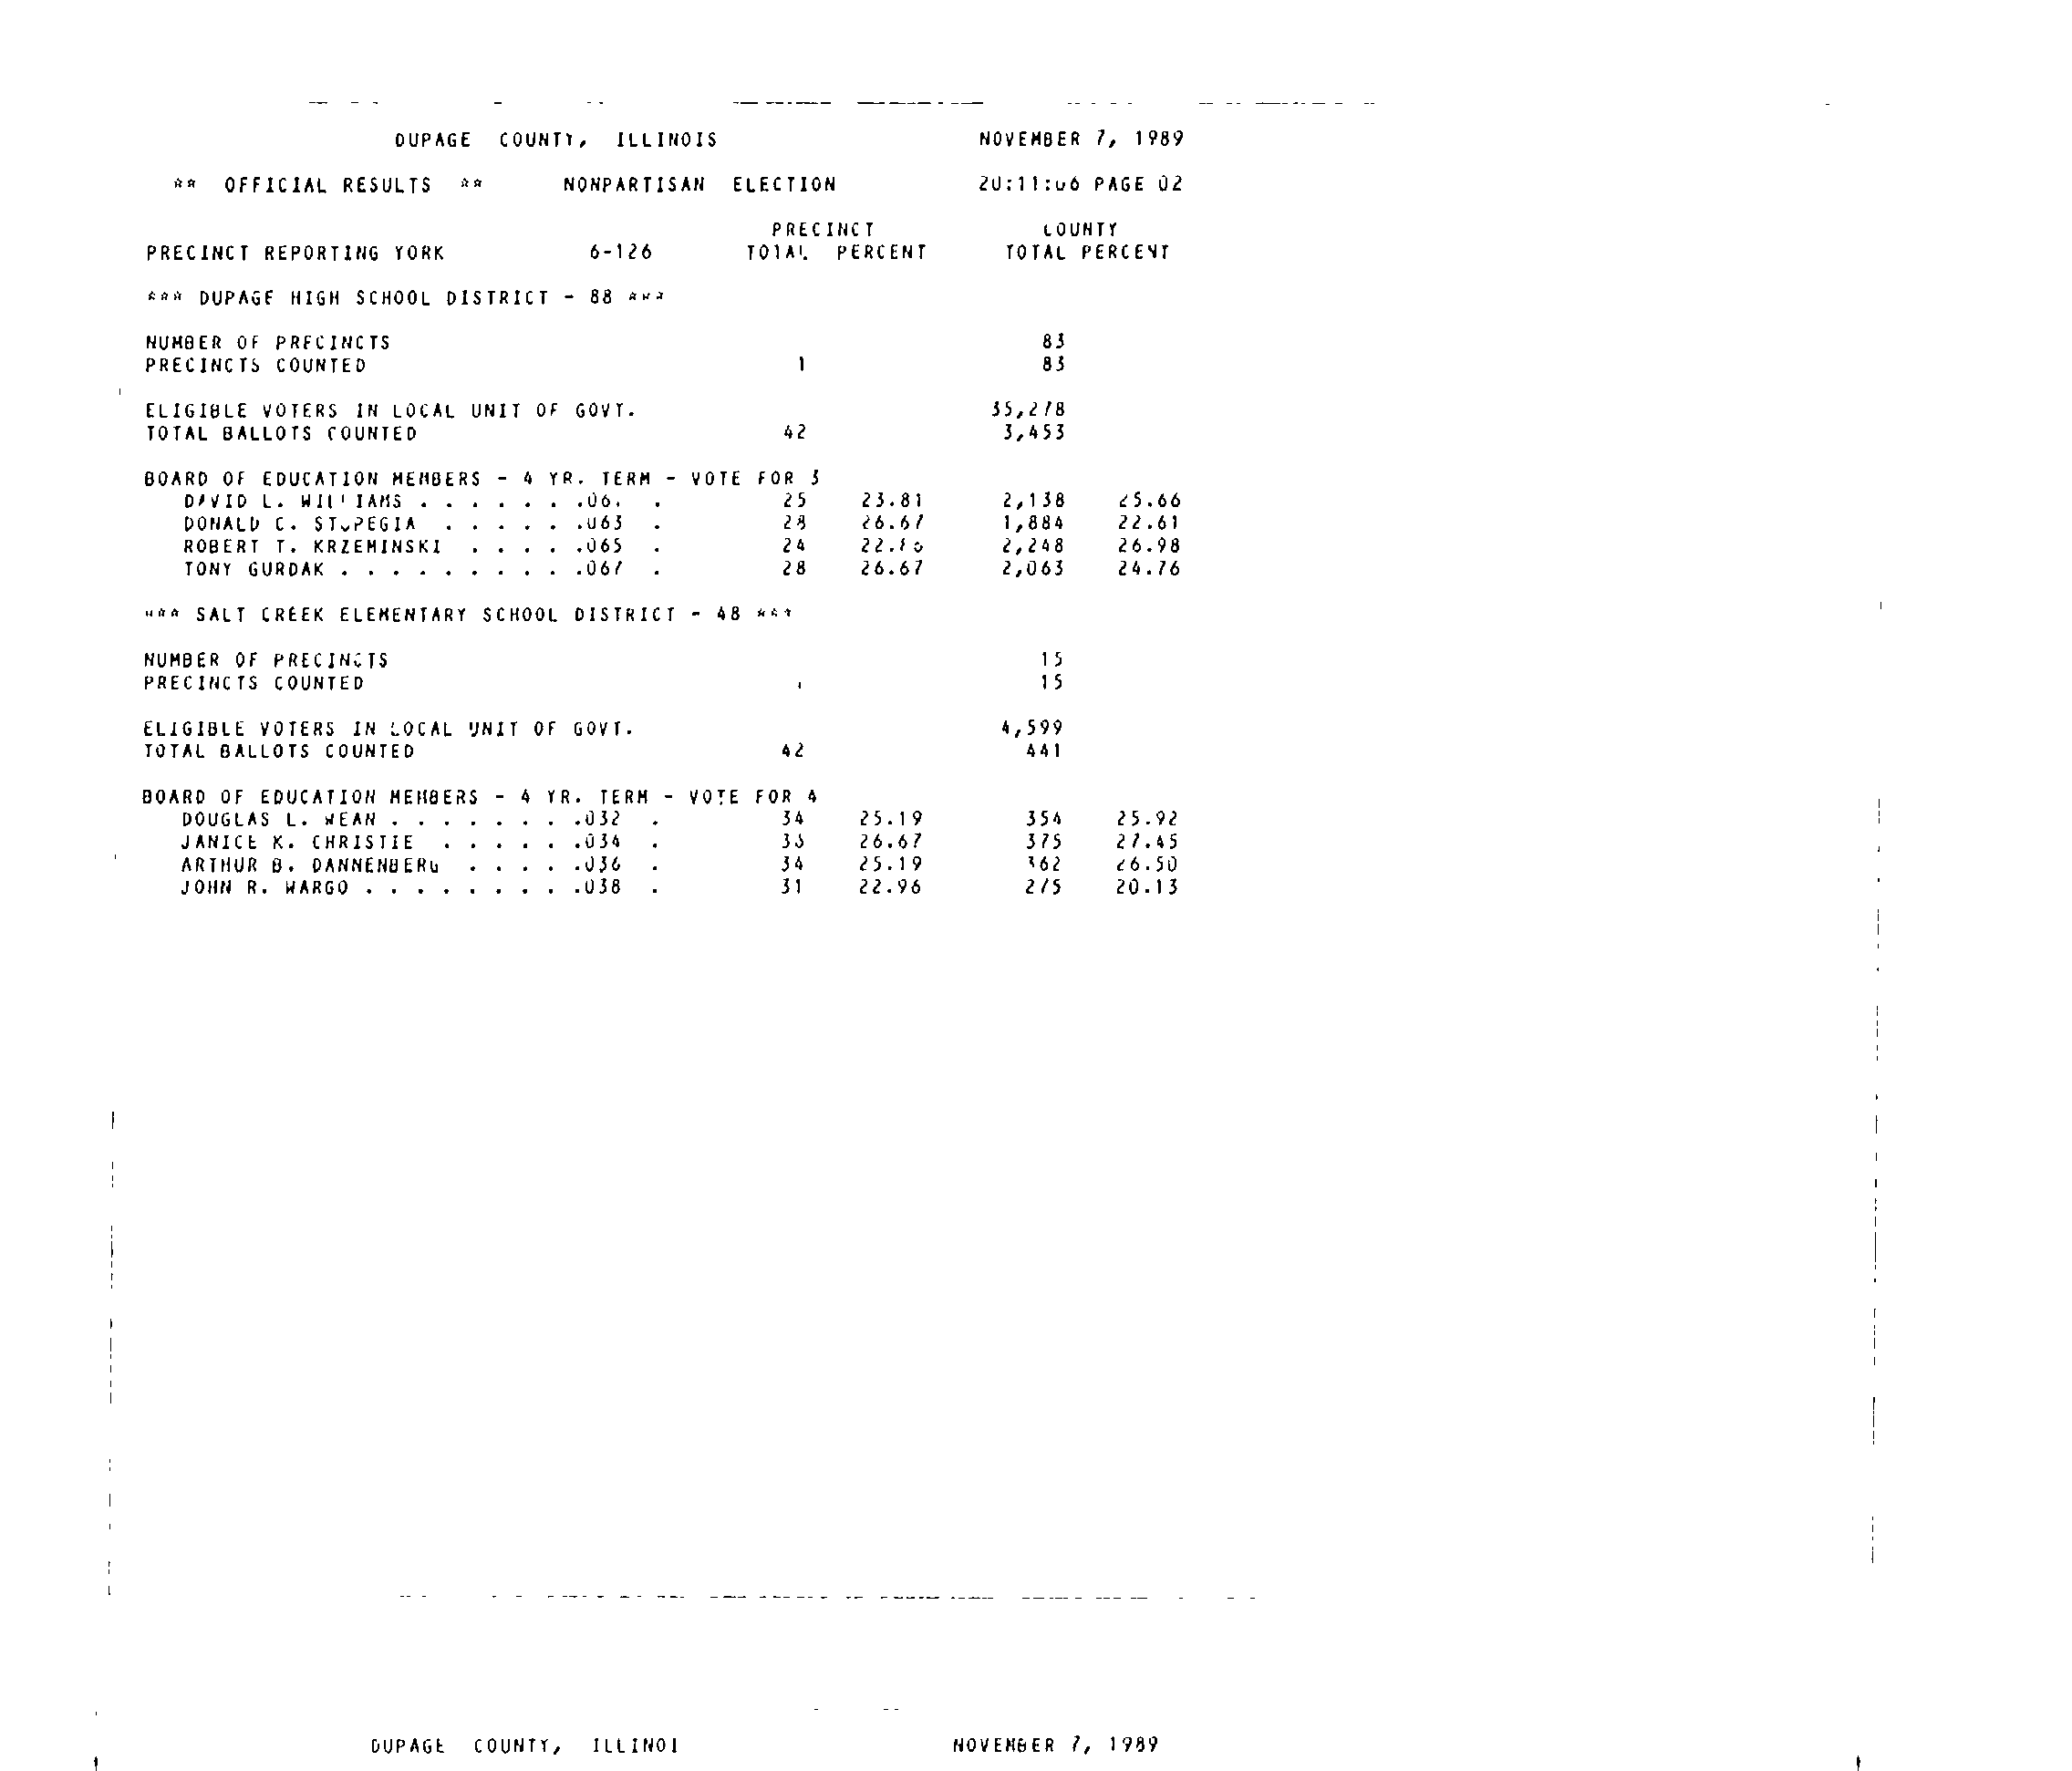 DUPAGE COUNTY, ILLINOIS NOVEMBER 7, 1989
** OFFICIAL RESULTS ** NONPARTISAN ELECTION 20:11:06 PAGE 02
PRECINCT COUNTY
PRECINCT REPORTING YORK 6-126 TOTAL PERCENT TOTAL PERCENT
*** DUPAGE HIGH SCHOOL DISTRICT - 88 ***
NUMBER OF PRECINCTS 83
PRECINCTS COUNTED 1 83
ELIGIBLE VOTERS IN LOCAL UNIT OF GOVT. 35,278
TOTAL BALLOTS COUNTED 42 3,453
BOARD OF EDUCATION MEMBERS - 4 YR. TERM - VOTE FOR 3
DAVID L. WILLIAMS . . . . . . . . 25 23.81 2,138 25.66
DONALD C. . . . . .063 . 28 26.67 1,884 22.61
ROBERT T. KRZEMINSKI . . . . .065 . 24 22.86 2,248 26.98
TONY GURDAK . . . . . . . . . .067 . 28 26.67 2,063 24.76
*** SALT CREEK ELEMENTARY SCHOOL DISTRICT - 48 ***
NUMBER OF PRECINCTS 15
PRECINCTS COUNTED 15
ELIGIBLE VOTERS IN LOCAL UNIT OF GOVT. 4,599
TOTAL BALLOTS COUNTED 42 441
BOARD OF EDUCATION MEMBERS - 4 YR. TERM - VOTE FOR 4
DOUGLAS L. WEAN . . . . . . . .032 . 34 25.19 354 25.92
JANICE K. CHRISTIE . . . . . .034 . 36 26.67 375 27.45
ARTHUR B. DANNENBERG . . . . .036 . 34 25.19 362 26.50
JOHN R. WARGO . . . . . . . . .038 . 31 22.96 275 20.13
DUPAGE COUNTY, ILLINOI NOVEMBER 7, 1989